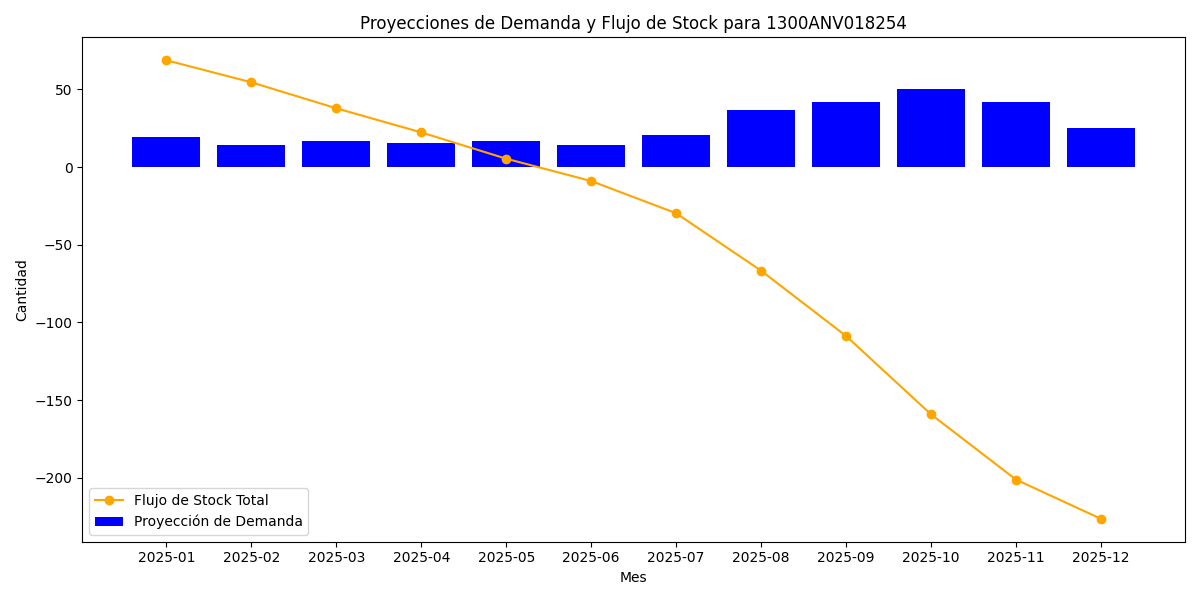 Proyecciones de Demanda y Flujo de Stock para 1300ANV018254
Cantidad
50
0
−50
−100
−150
−200
Flujo de Stock Total
Proyección de Demanda
2025-01 2025-02 2025-03 2025-04 2025-05 2025-06 2025-07 2025-08 2025-09 2025-10 2025-11 2025-12
Mes